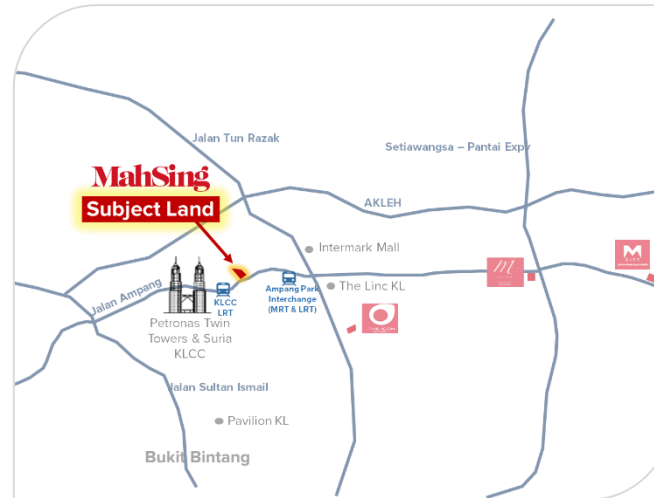 Jalan Tun Razak
Setiawangsa – Pantai Expy
MahSing
Subject Land
AKLEH
Intermark Mall
Jalan Ampang
KLCC
LRT
Ampang Park
Interchange
(MRT & LRT)
The Linc KL
M
CITY
Petronas Twin
Towers & Suria
KLCC
Jalan Sultan Ismail
Pavilion KL
Bukit Bintang